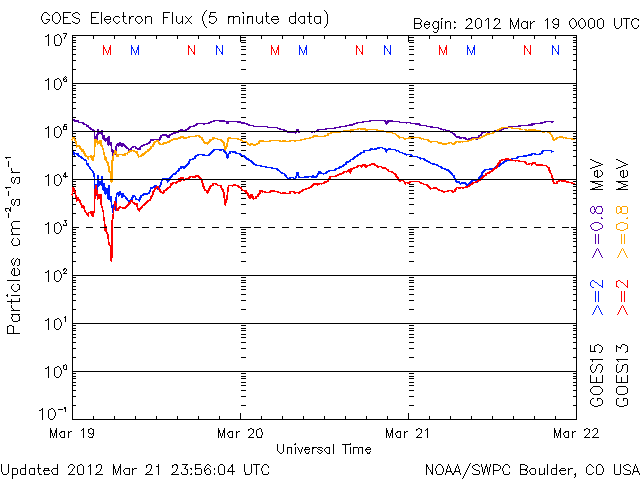 GOES Electron Flux (5 minute data)
Begin: 2012 Mar 19 0000 UTC
M M N N M M N N M M N N
10⁷
10⁶
10⁵
10⁴
10³
10²
10¹
10⁰
10⁻¹
Particles cm⁻²s⁻¹sr⁻¹
GOES15 >=2 >=0.8 MeV
GOES13 >=2 >=0.8 MeV
Mar 19 Mar 20 Mar 21 Mar 22
Universal Time
Updated 2012 Mar 21 23:56:04 UTC
NOAA/SWPC Boulder, CO USA